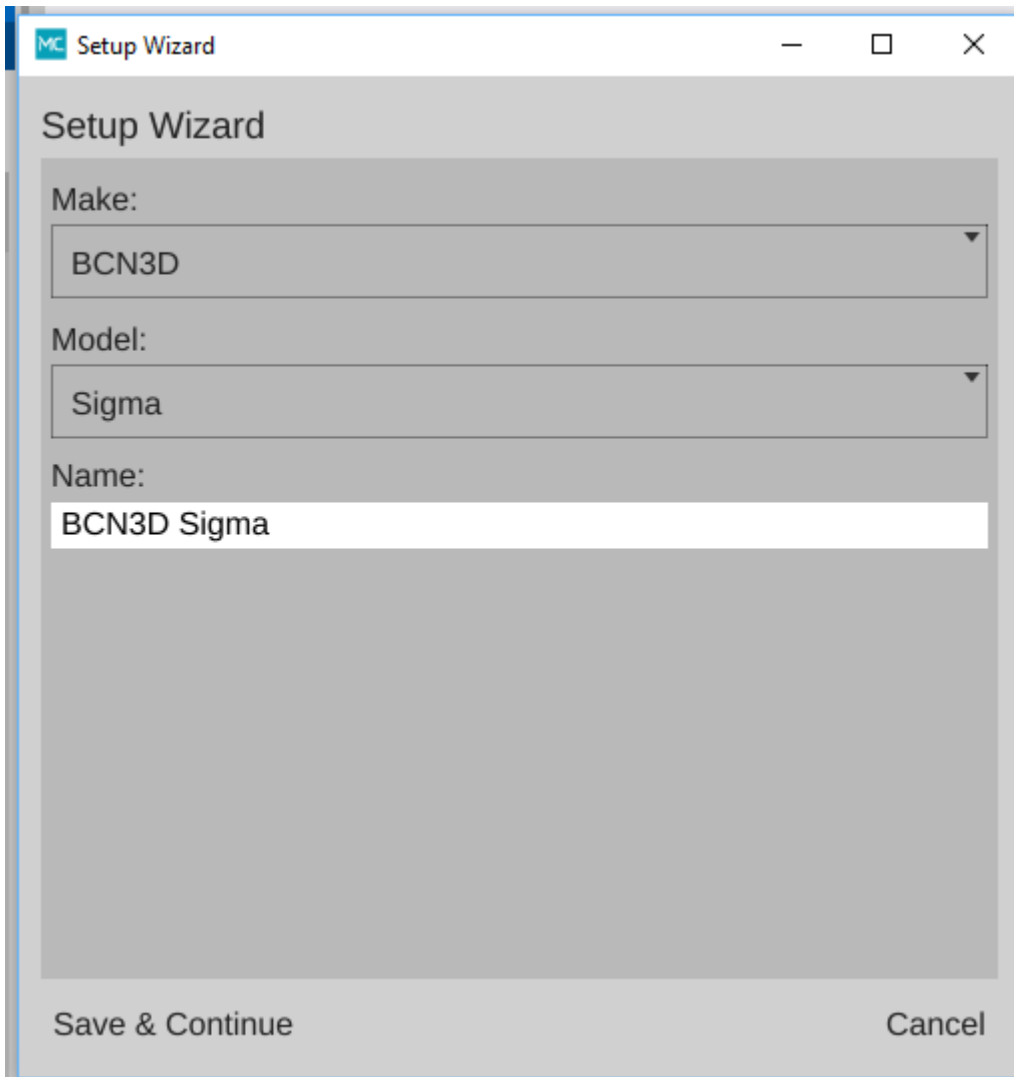 MC Setup Wizard
Setup Wizard
Make:
BCN3D
Model:
Sigma
Name:
BCN3D Sigma
Save & Continue Cancel